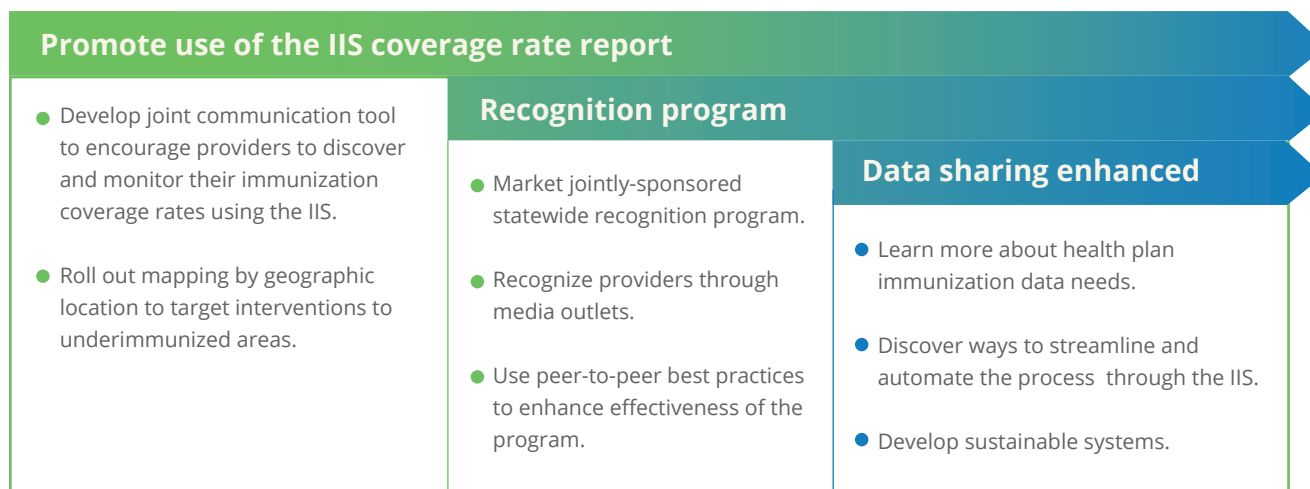 Promote use of the IIS coverage rate report
Develop joint communication tool
to encourage providers to discover
and monitor their immunization
coverage rates using the IIS.
Roll out mapping by geographic
location to target interventions to
underimmunized areas.
Recognition program
Market jointly-sponsored
statewide recognition program.
Recognize providers through
media outlets.
Use peer-to-peer best practices
to enhance effectiveness of the
program.
Data sharing enhanced
Learn more about health plan
immunization data needs.
Discover ways to streamline and
automate the process  through the IIS.
Develop sustainable systems.